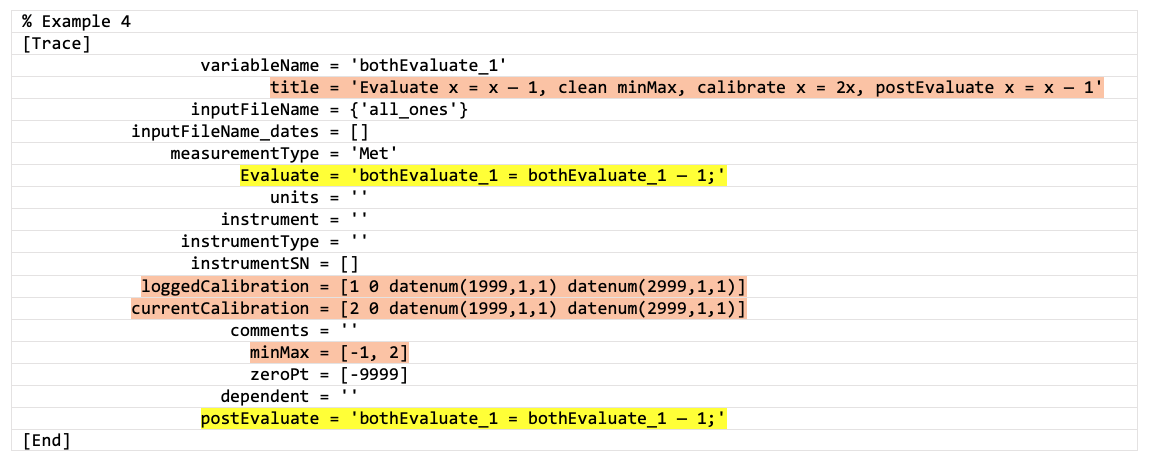 % Example 4
[Trace]
variableName = 'bothEvaluate_1'
title = 'Evaluate x = x – 1, clean minMax, calibrate x = 2x, postEvaluate x = x – 1'
inputFileName = {'all_ones'}
inputFileName_dates = []
measurementType = 'Met'
Evaluate = 'bothEvaluate_1 = bothEvaluate_1 – 1;'
units = ''
instrument = ''
instrumentType = ''
instrumentSN = []
loggedCalibration = [1 0 datenum(1999,1,1) datenum(2999,1,1)]
currentCalibration = [2 0 datenum(1999,1,1) datenum(2999,1,1)]
comments = ''
minMax = [-1, 2]
zeroPt = [-9999]
dependent = ''
postEvaluate = 'bothEvaluate_1 = bothEvaluate_1 – 1;'
[End]